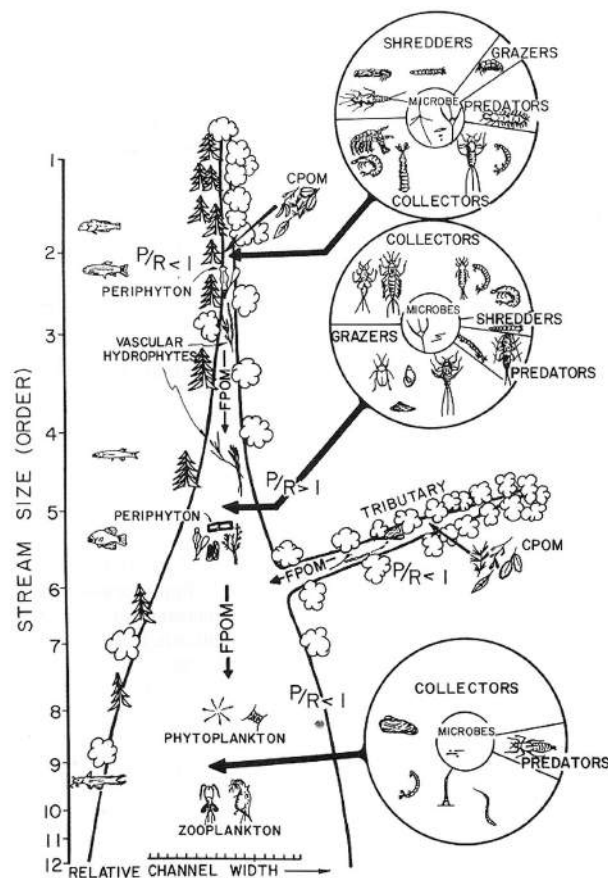 SHREDDERS
GRAZERS
MICROBES
PREDATORS
COLLECTORS
1
CPOM
2
P/R < 1
PERIPHYTON
COLLECTORS
MICROBES
SHREDDERS
GRAZERS
PREDATORS
3
VASCULAR
HYDROPHYTES
FPOM
4
P/R > 1
STREAM SIZE (ORDER)
TRIBUTARY
PERIPHYTON
5
CPOM
FPOM
P/R < 1
6
FPOM
7
P/R < 1
COLLECTORS
8
PHYTOPLANKTON
MICROBES
PREDATORS
9
10
ZOOPLANKTON
11
12
RELATIVE CHANNEL WIDTH